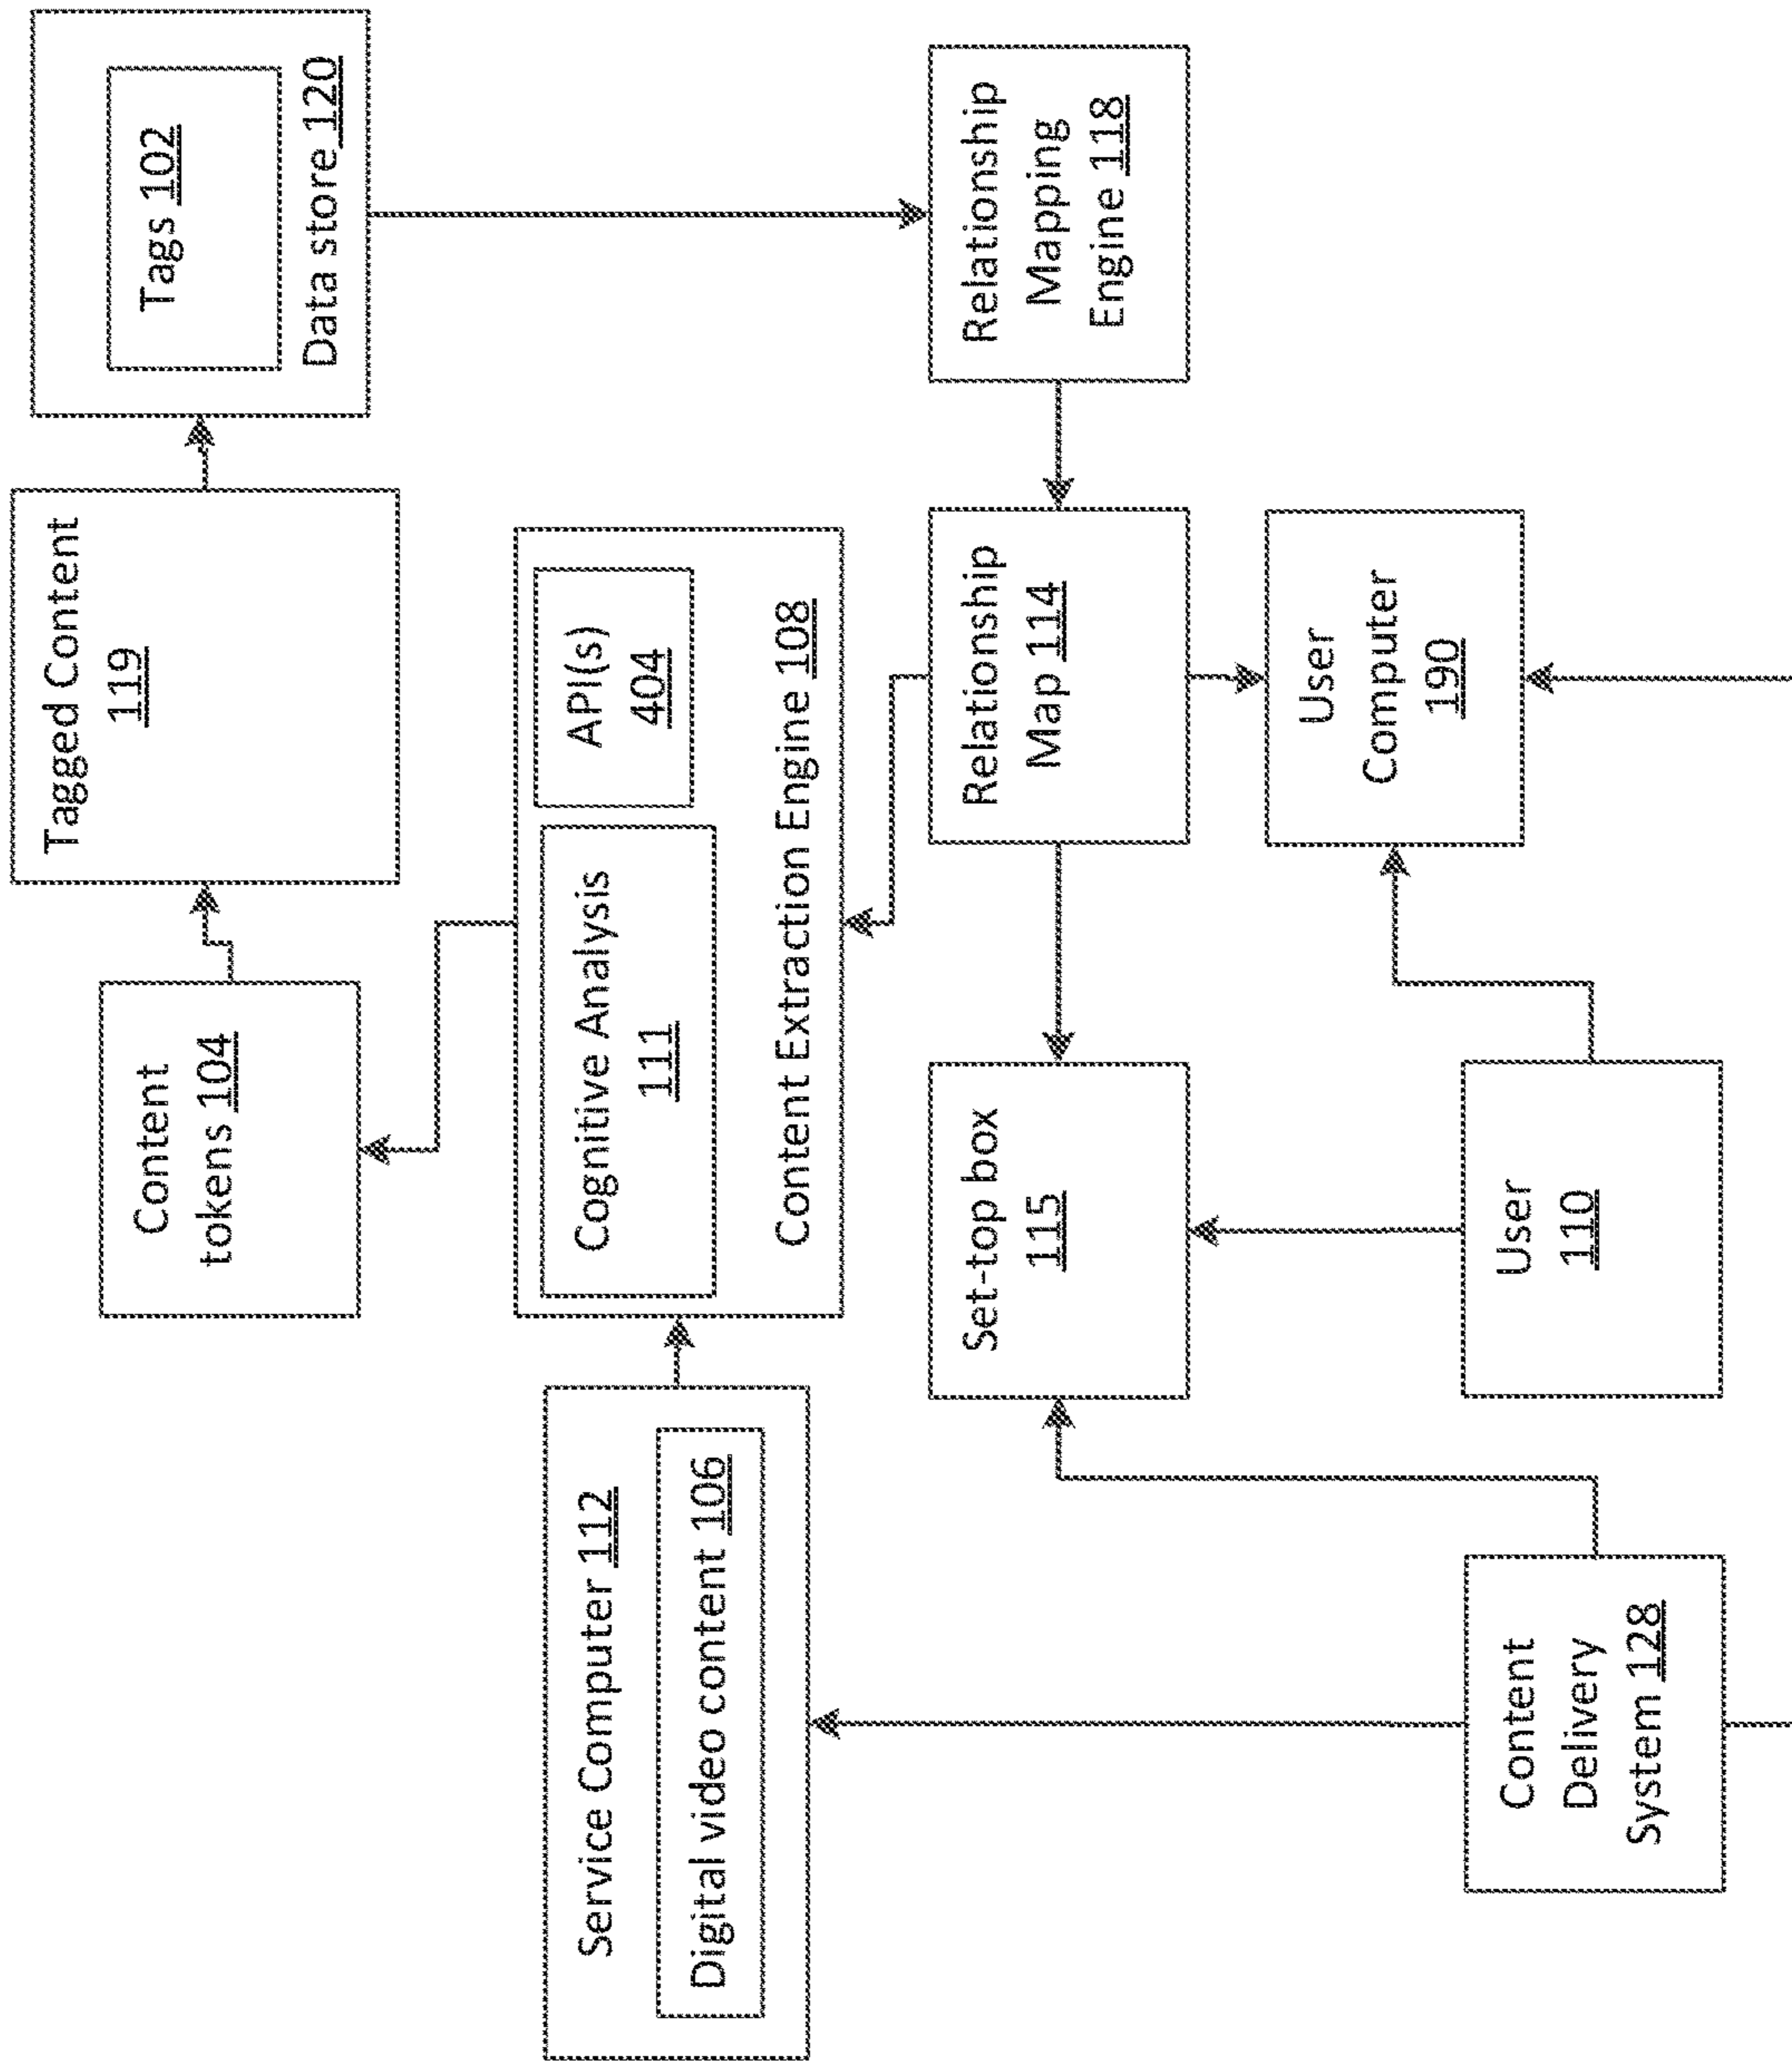 Content
tokens 104
Tagged Content
119
Tags 102
Data store 120
Service Computer 112
Digital video content 106
Cognitive Analysis
111
API(s)
404
Content Extraction Engine 108
Set-top box
115
Relationship
Map 114
Relationship
Mapping
Engine 118
User
Computer
190
Content
Delivery
System 128
User
110